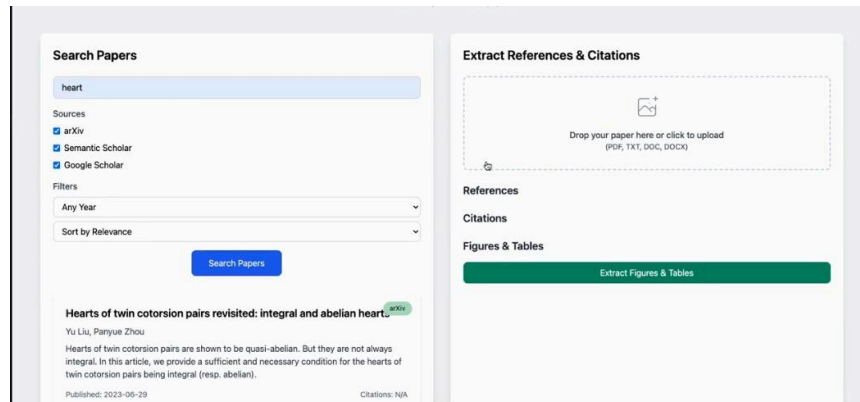 Search Papers
heart
Sources
arXiv
Semantic Scholar
Google Scholar
Filters
Any Year
Sort by Relevance
Search Papers
Hearts of twin cotorsion pairs revisited: integral and abelian hearts
arXiv
Yu Liu, Panyue Zhou
Hearts of twin cotorsion pairs are shown to be quasi-abelian. But they are not always
integral. In this article, we provide a sufficient and necessary condition for the hearts of
twin cotorsion pairs being integral (resp. abelian).
Published: 2023-06-29
Citations: N/A
Extract References & Citations
Drop your paper here or click to upload
(PDF, TXT, DOC, DOCX)
References
Citations
Figures & Tables
Extract Figures & Tables